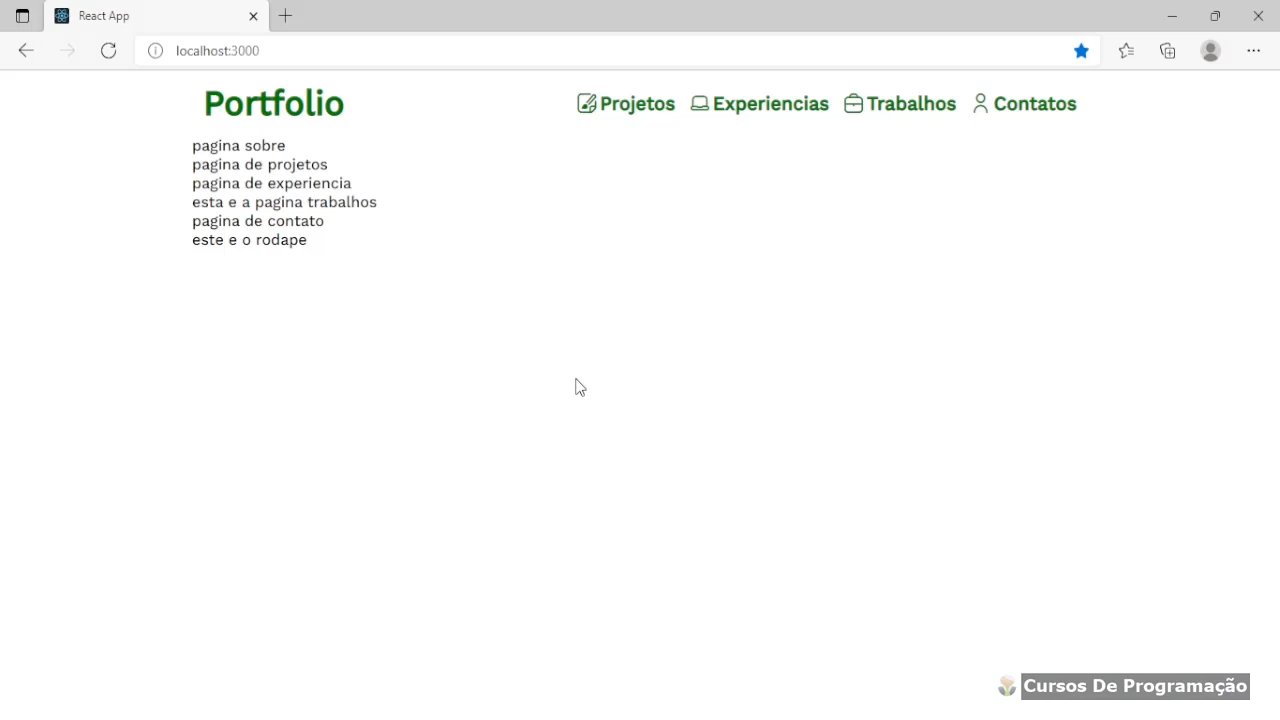 React App
localhost:3000
Portfolio
Projetos Experiencias Trabalhos Contatos
pagina sobre
pagina de projetos
pagina de experiencia
esta e a pagina trabalhos
pagina de contato
este e o rodape
Cursos De Programação